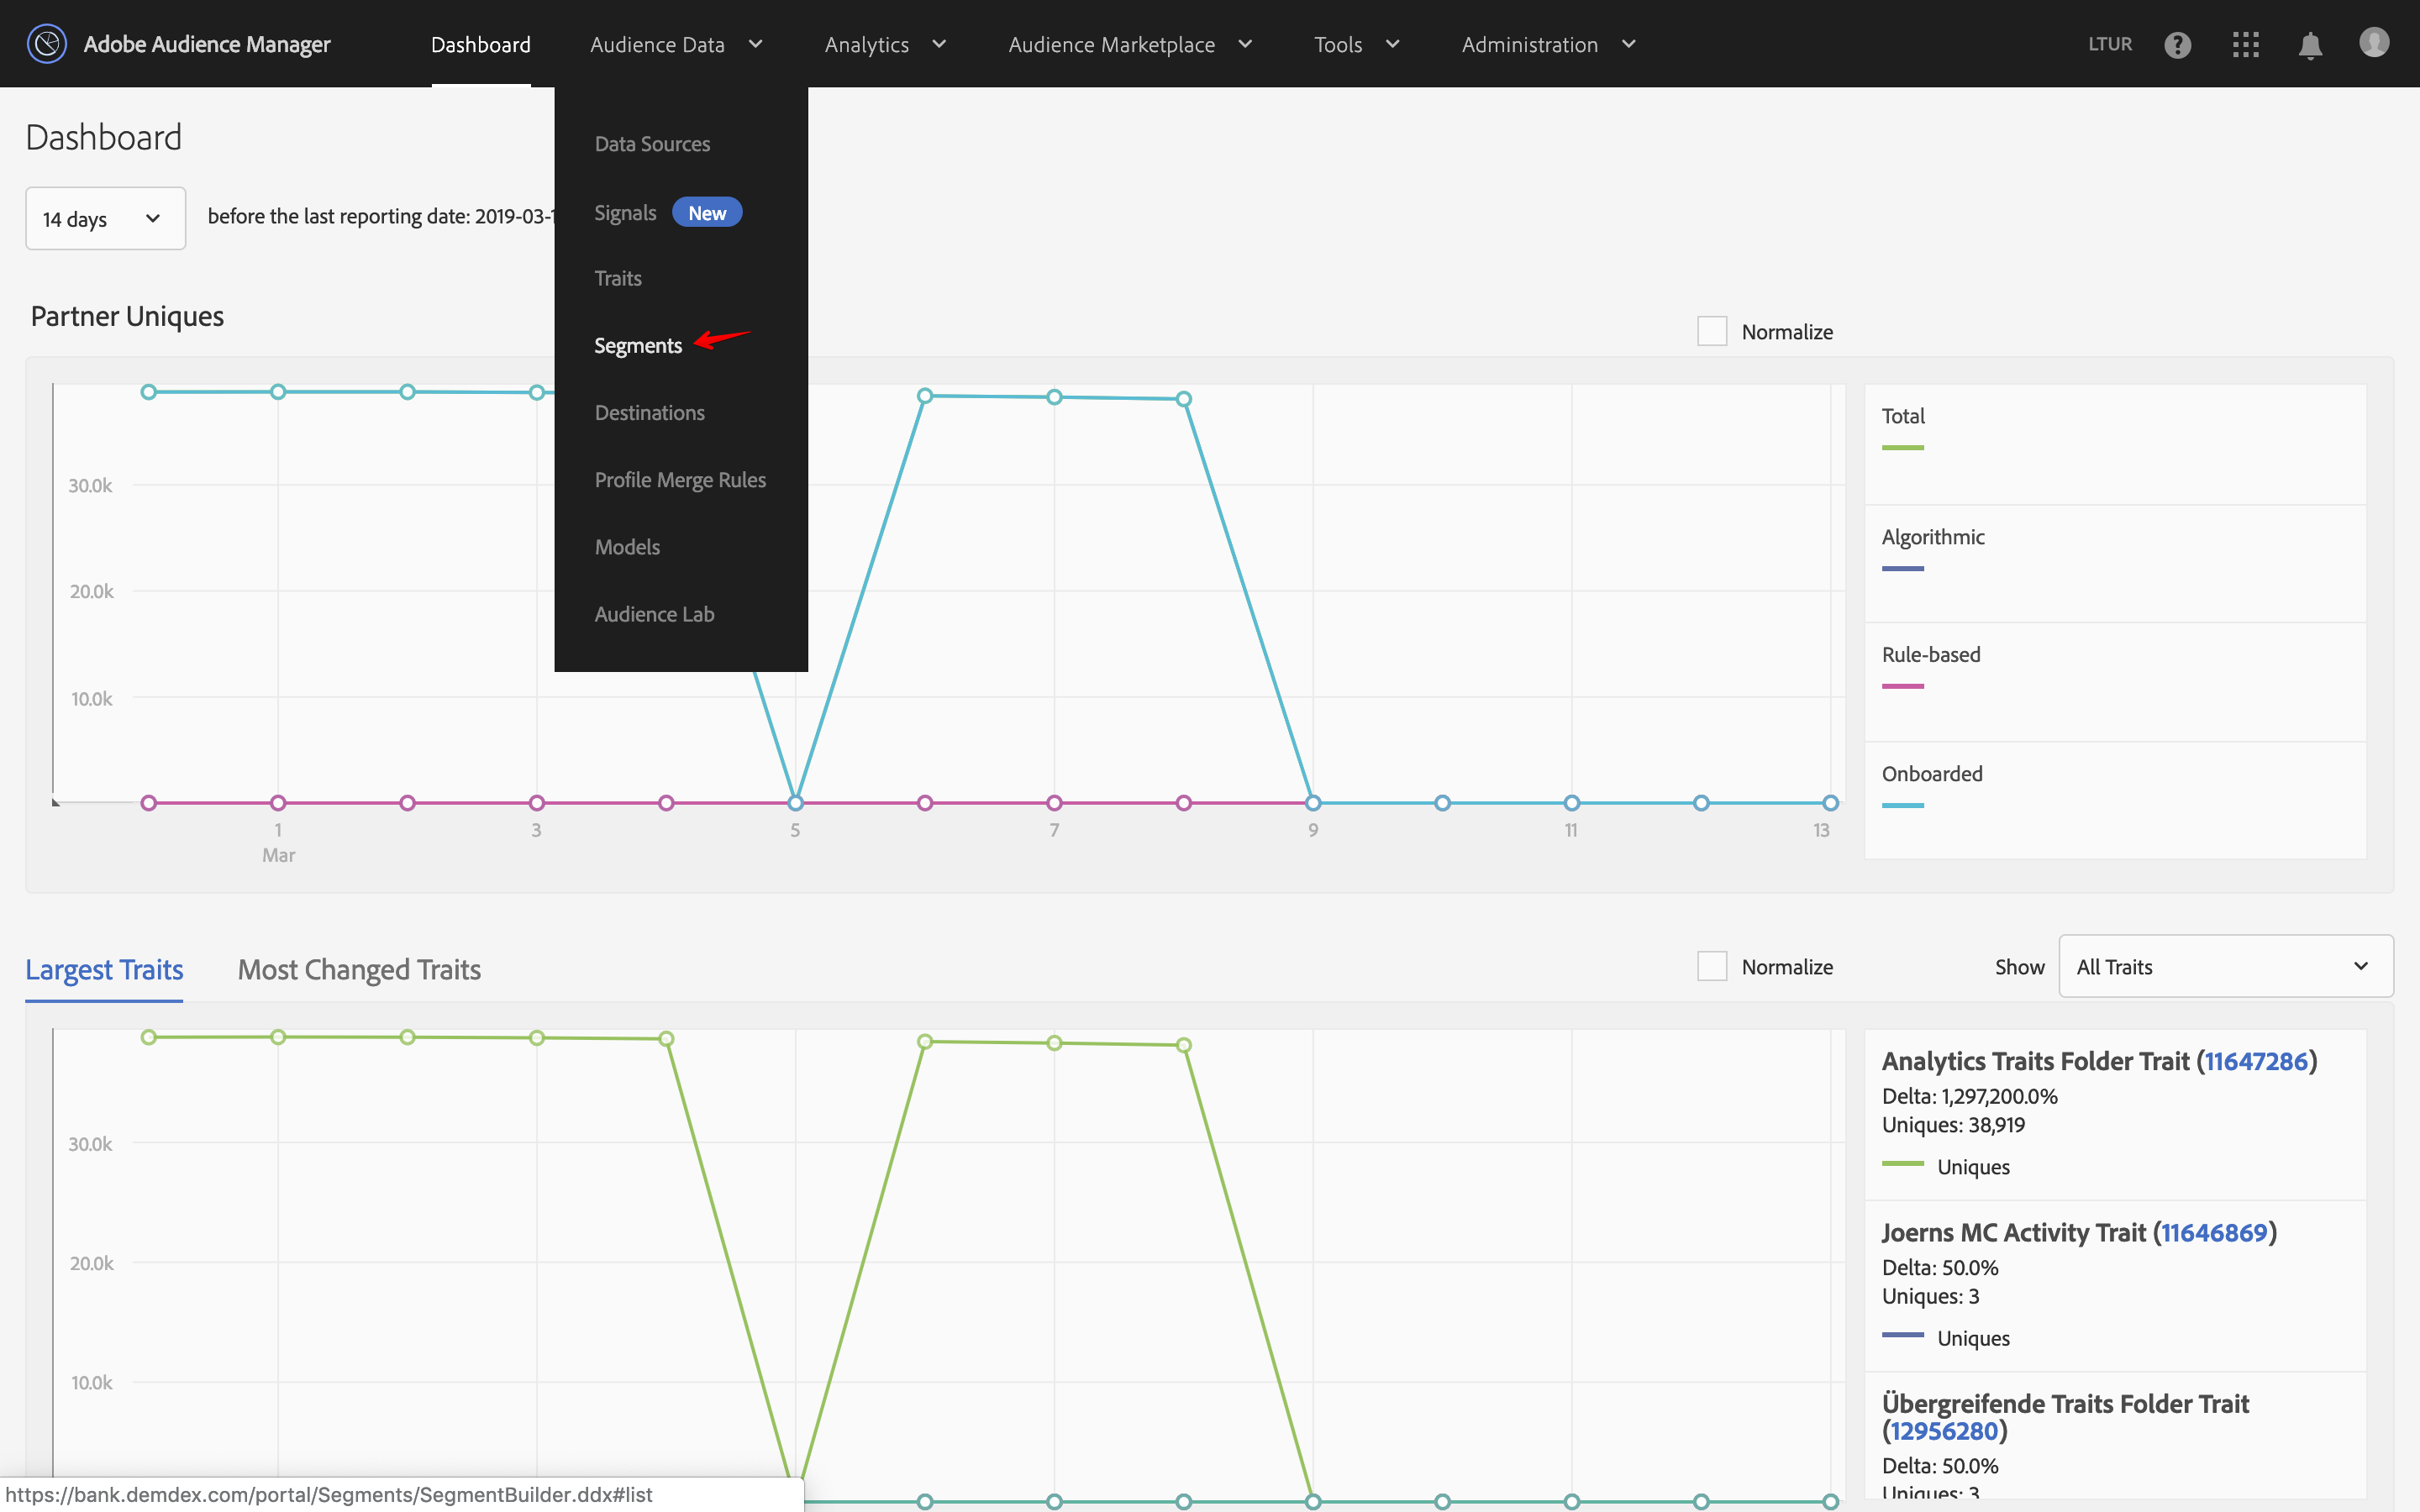 Adobe Audience Manager
Dashboard
Audience Data
Analytics
Audience Marketplace
Tools
Administration
LTUR
Dashboard
14 days
before the last reporting date: 2019-03-
Data Sources
Signals New
Traits
Segments
Destinations
Profile Merge Rules
Models
Audience Lab
Partner Uniques
Normalize
30.0k
20.0k
10.0k
1
3
5
7
9
11
13
Mar
Total
Algorithmic
Rule-based
Onboarded
Largest Traits
Most Changed Traits
Normalize
Show
All Traits
30.0k
20.0k
10.0k
Analytics Traits Folder Trait (11647286)
Delta: 1,297,200.0%
Uniques: 38,919
Uniques
Joerns MC Activity Trait (11646869)
Delta: 50.0%
Uniques: 3
Uniques
Übergreifende Traits Folder Trait
(12956280)
Delta: 50.0%
Uniques: 3
https://bank.demdex.com/portal/Segments/SegmentBuilder.ddx#list